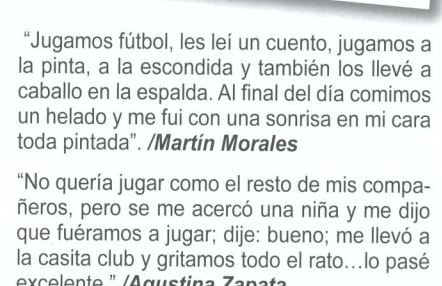 “Jugamos fútbol, les leí un cuento, jugamos a
la pinta, a la escondida y también los llevé a
caballo en la espalda. Al final del día comimos
un helado y me fui con una sonrisa en mi cara
toda pintada”. /Martín Morales
“No quería jugar como el resto de mis compa-
ñeros, pero se me acercó una niña y me dijo
que fuéramos a jugar; dije: bueno; me llevó a
la casita club y gritamos todo el rato…lo pasé
excelente.” /Agustina Zapata